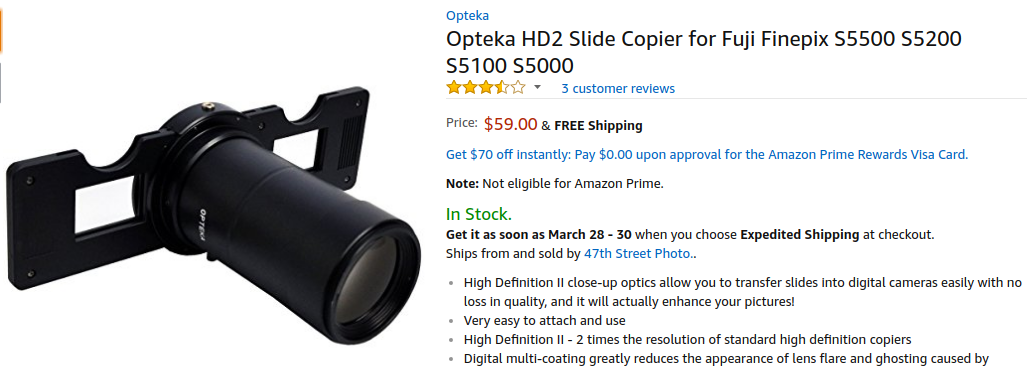 Opteka
Opteka HD2 Slide Copier for Fuji Finepix S5500 S5200
S5100 S5000
3 customer reviews
Price: $59.00 & FREE Shipping
Get $70 off instantly: Pay $0.00 upon approval for the Amazon Prime Rewards Visa Card.
Note: Not eligible for Amazon Prime.
In Stock.
Get it as soon as March 28 - 30 when you choose Expedited Shipping at checkout.
Ships from and sold by 47th Street Photo..
High Definition II close-up optics allow you to transfer slides into digital cameras easily with no
loss in quality, and it will actually enhance your pictures!
Very easy to attach and use
High Definition II - 2 times the resolution of standard high definition copiers
Digital multi-coating greatly reduces the appearance of lens flare and ghosting caused by
OPTEKA